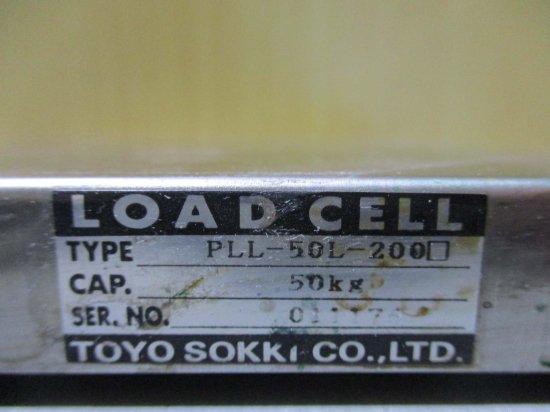 LOAD CELL
TYPE PLL-50L-200□
CAP. 50kg
SER. NO.
TOYO SOKKI CO.,LTD.